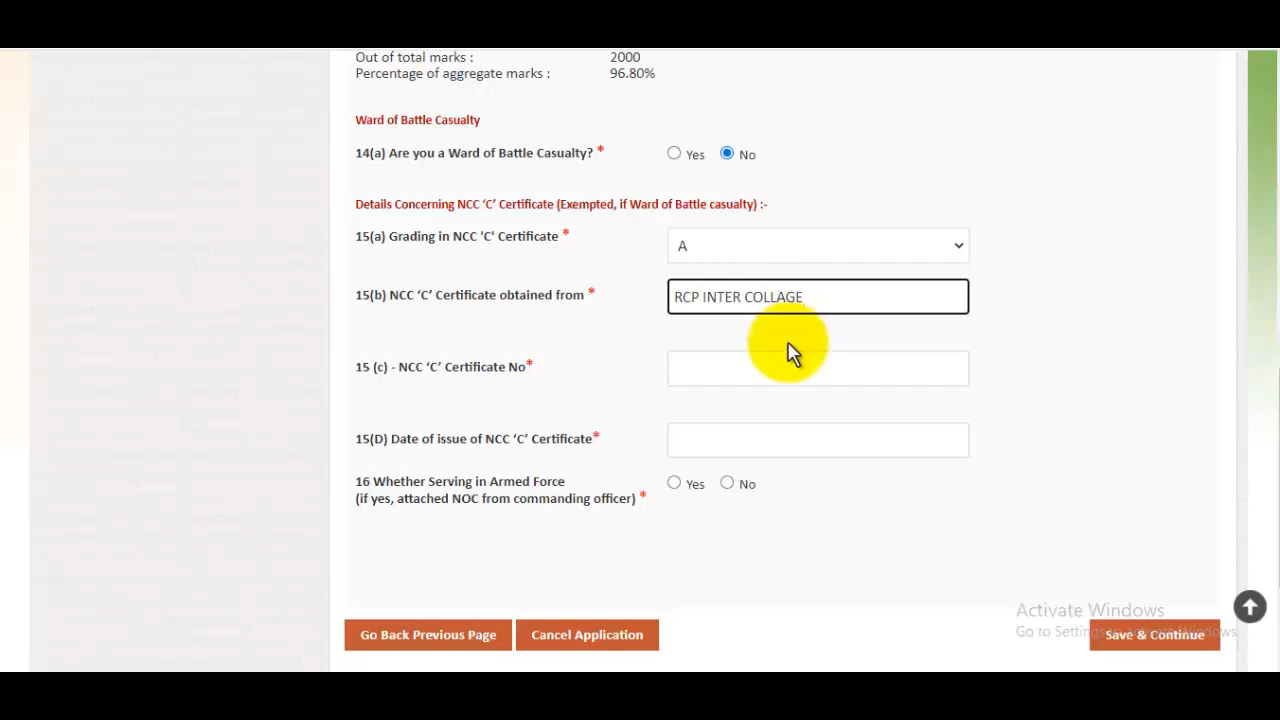 Out of total marks : 2000
Percentage of aggregate marks : 96.80%
Ward of Battle Casualty
14(a) Are you a Ward of Battle Casualty? * Yes No
Details Concerning NCC ‘C’ Certificate (Exempted, if Ward of Battle casualty) :-
15(a) Grading in NCC 'C' Certificate * A
15(b) NCC ‘C’ Certificate obtained from * RCP INTER COLLAGE
15 (c) - NCC ‘C’ Certificate No*
15(D) Date of issue of NCC ‘C’ Certificate*
16 Whether Serving in Armed Force Yes No
(if yes, attached NOC from commanding officer) *
Activate Windows
Go to Settings to activate Windows.
Go Back Previous Page Cancel Application Save & Continue